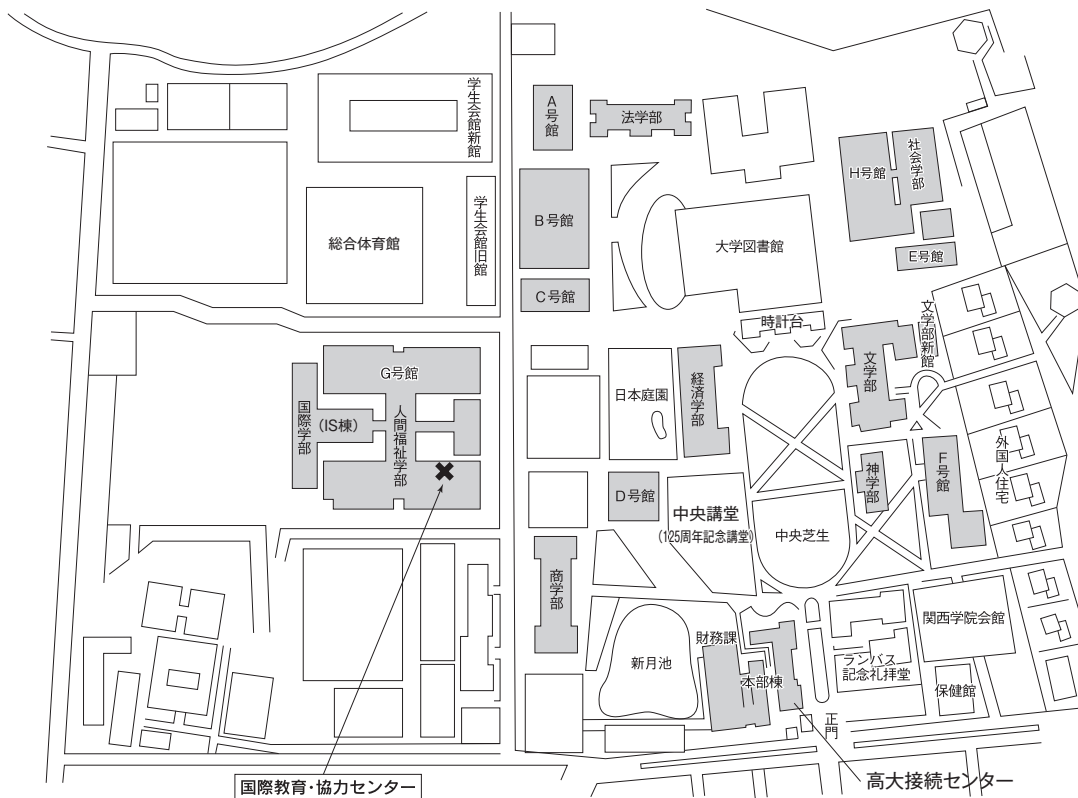 学生会館新館
A号館
法学部
H号館
社会学部
B号館
学生会館旧館
総合体育館
大学図書館
E号館
C号館
時計台
文学部新館
文学部
G号館
日本庭園
経済学部
国際学部
(IS棟)
人間福祉学部
外国人住宅
F号館
神学部
D号館
中央講堂
(125周年記念講堂)
中央芝生
商学部
関西学院会館
財務課
新月池
ランバス
記念礼拝堂
本部棟
保健館
正門
国際教育・協力センター
高大接続センター